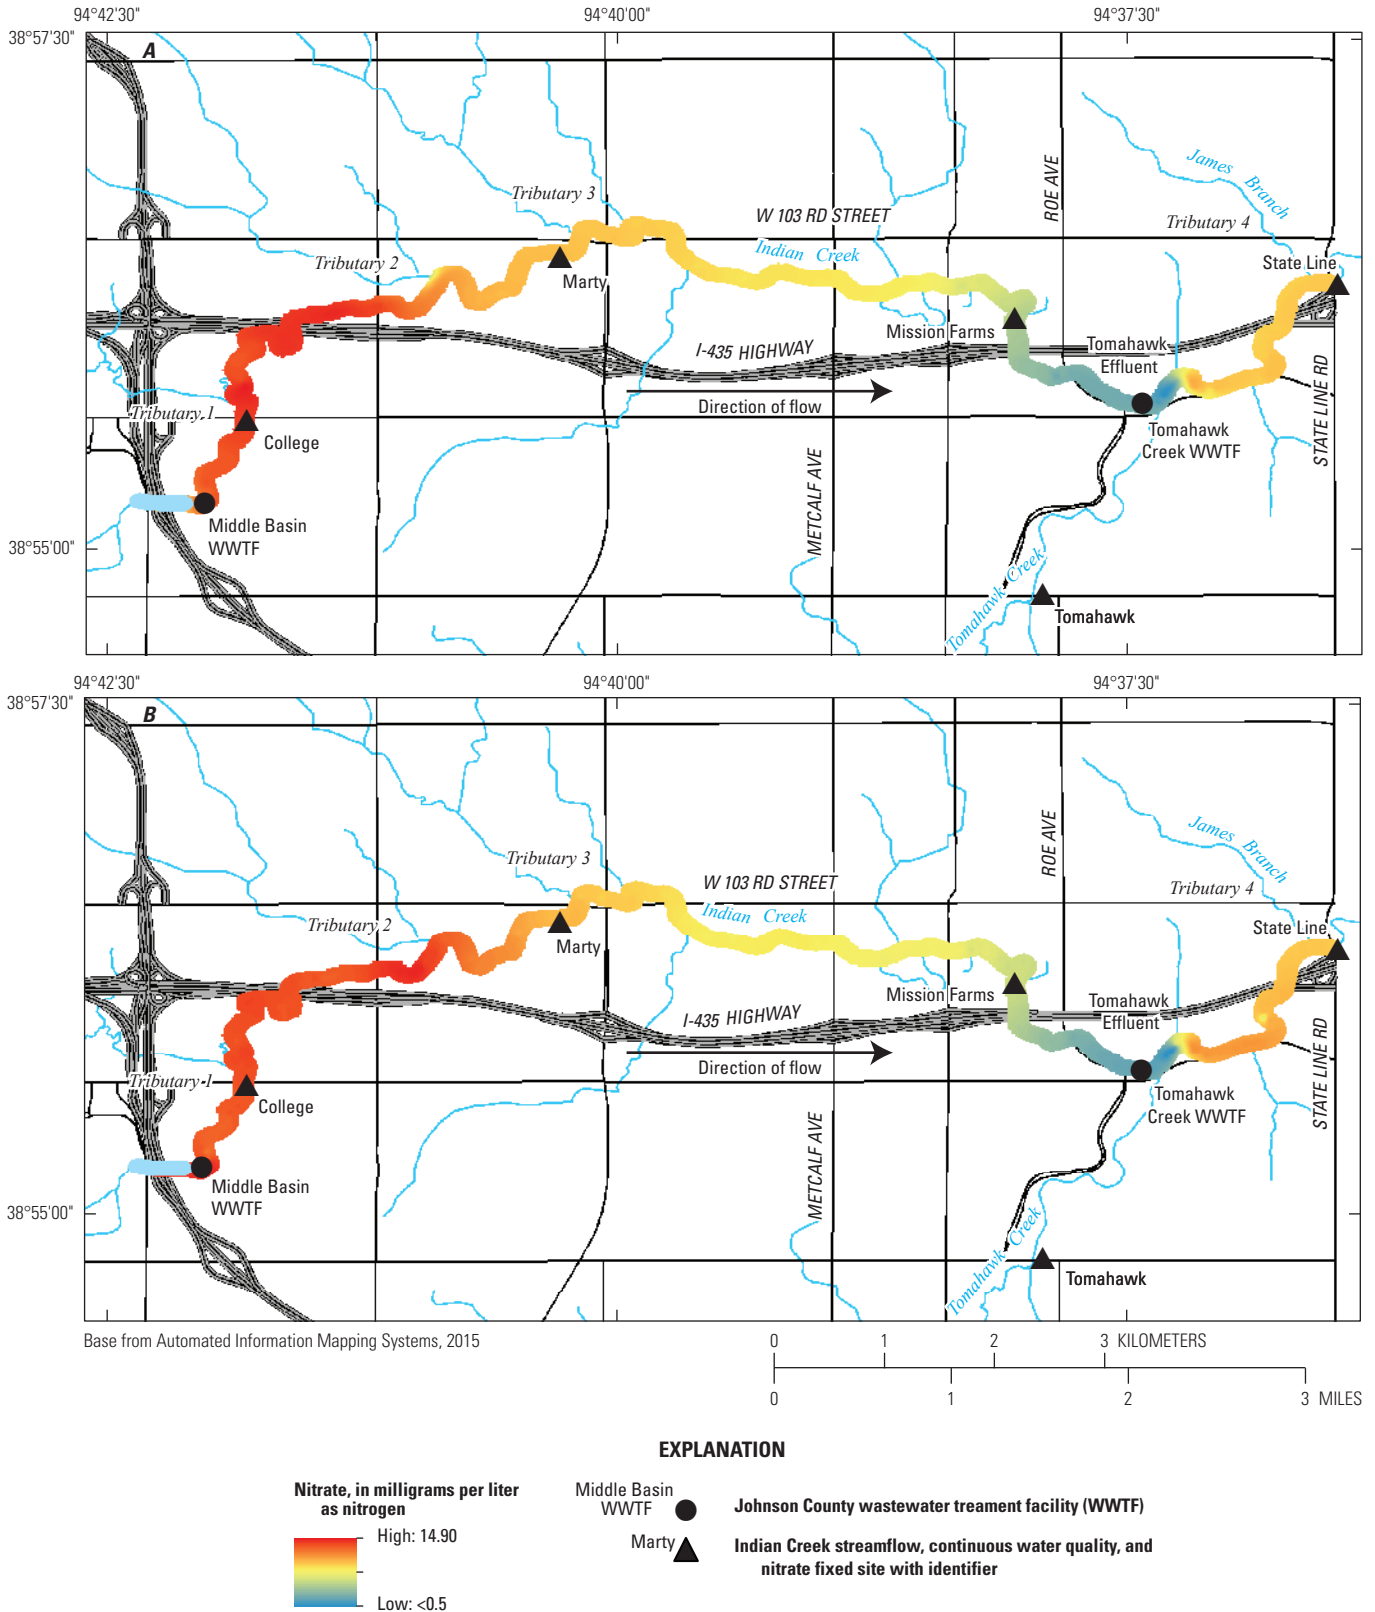 94°42'30"
94°40'00"
94°37'30"
38°57'30"
A
James Branch
Tributary 3
ROE AVE
W 103 RD STREET
Tributary 4
Indian Creek
Tributary 2
State Line
Marty
Mission Farms
Tomahawk
Effluent
I-435 HIGHWAY
Direction of flow
Tributary 1
College
Tomahawk
Creek WWTF
STATE LINE RD
METCALF AVE
Middle Basin
WWTF
38°55'00"
Tomahawk Creek
Tomahawk
94°42'30"
94°40'00"
94°37'30"
38°57'30"
B
James Branch
ROE AVE
Tributary 3
W 103 RD STREET
Tributary 4
Indian Creek
Tributary 2
State Line
Marty
Mission Farms
Tomahawk
Effluent
I-435 HIGHWAY
Direction of flow
Tributary 1
College
Tomahawk
Creek WWTF
STATE LINE RD
METCALF AVE
Middle Basin
WWTF
38°55'00"
Tomahawk Creek
Tomahawk
Base from Automated Information Mapping Systems, 2015
0 1 2 3 KILOMETERS
0 1 2 3 MILES
EXPLANATION
Nitrate, in milligrams per liter
as nitrogen
High: 14.90
Low: <0.5
Middle Basin
WWTF
Johnson County wastewater treament facility (WWTF)
Marty
Indian Creek streamflow, continuous water quality, and
nitrate fixed site with identifier